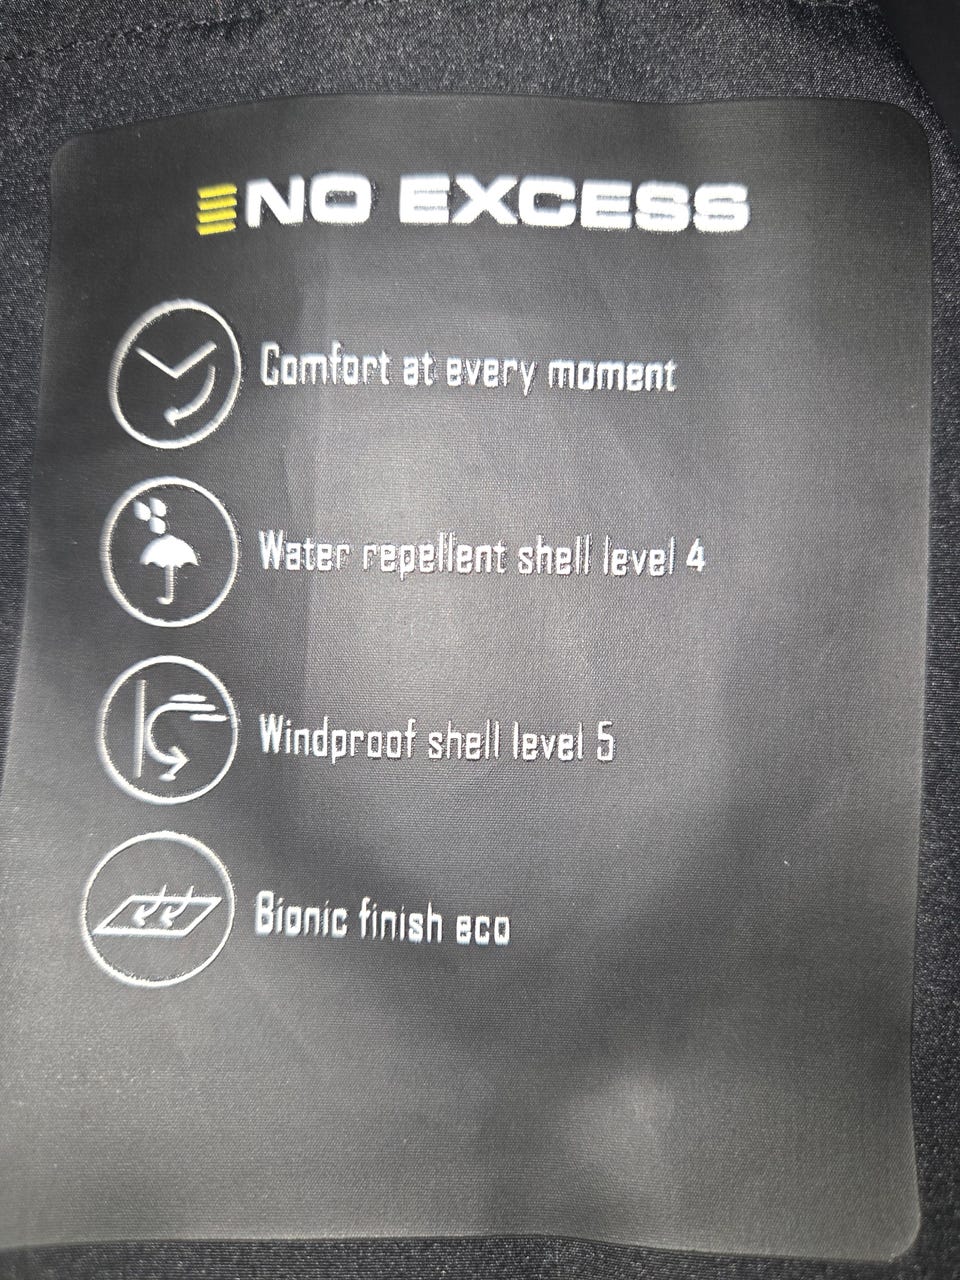 NO EXCESS
Comfort at every moment
Water repellent shell level 4
Windproof shell level 5
Bionic finish eco